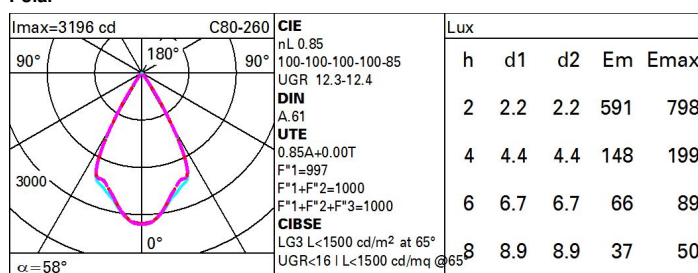 Imax=3196 cd C80-260
90° 180° 90°
3000
0°
α=58°
CIE
nL 0.85
100-100-100-100-85
UGR 12.3-12.4
DIN
A.61
UTE
0.85A+0.00T
F"1=997
F"1+F"2=1000
F"1+F"2+F"3=1000
CIBSE
LG3 L<1500 cd/m² at 65°
UGR<16 | L<1500 cd/mq @65°
Lux
h d1 d2 Em Emax
2 2.2 2.2 591 798
4 4.4 4.4 148 199
6 6.7 6.7 66 89
8 8.9 8.9 37 50